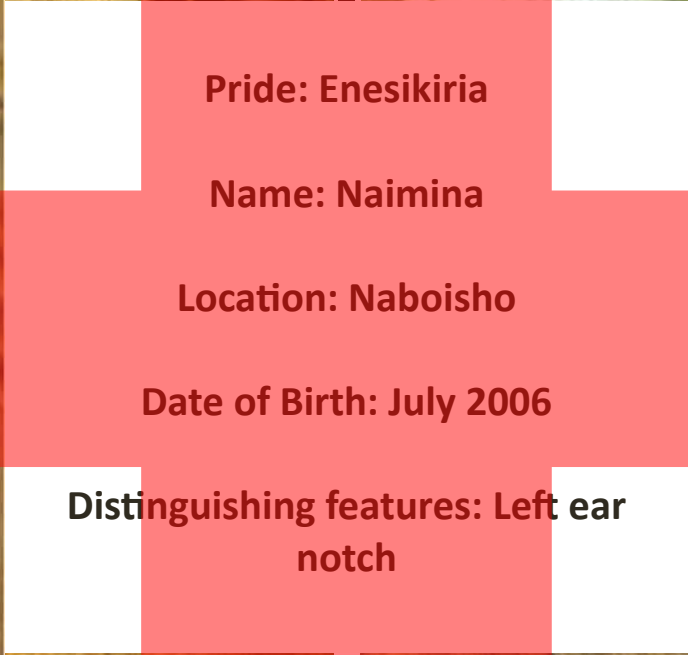 Pride: Enesikiria
Name: Naimina
Location: Naboisho
Date of Birth: July 2006
Distinguishing features: Left ear
notch